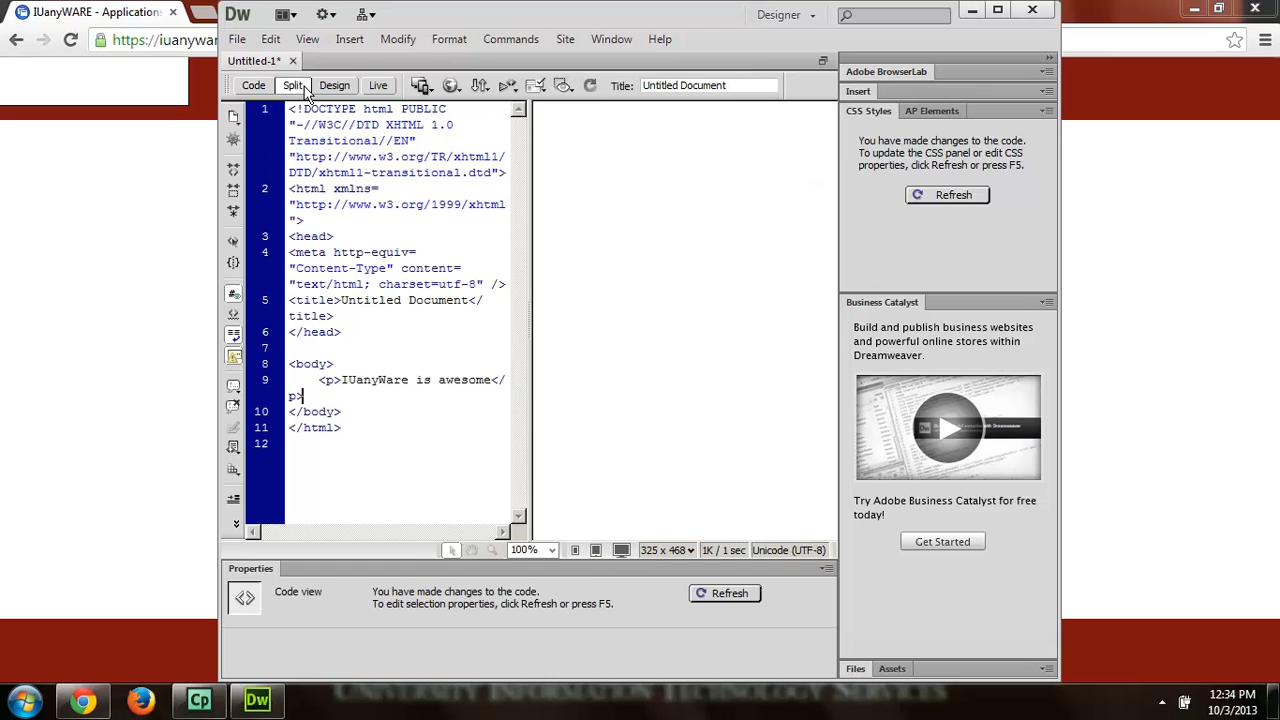 IUanyWARE - Application
https://iuanywa
Dw
Designer
File Edit View Insert Modify Format Commands Site Window Help
Untitled-1*
Code Split Design Live Title: Untitled Document
1 <!DOCTYPE html PUBLIC
"-//W3C//DTD XHTML 1.0
Transitional//EN"
"http://www.w3.org/TR/xhtml1/
DTD/xhtml1-transitional.dtd">
2 <html xmlns=
"http://www.w3.org/1999/xhtml
">
3 <head>
4 <meta http-equiv=
"Content-Type" content=
"text/html; charset=utf-8" />
5 <title>Untitled Document</
title>
6 </head>
7
8 <body>
9 <p>IUanyWare is awesome</
p>
10 </body>
11 </html>
12
100% 325 x 468 1K / 1 sec Unicode (UTF-8)
Properties
Code view
You have made changes to the code.
To edit selection properties, click Refresh or press F5.
Refresh
Adobe BrowserLab
Insert
CSS Styles AP Elements
You have made changes to the code.
To update the CSS panel or edit CSS
properties, click Refresh or press F5.
Refresh
Business Catalyst
Build and publish business websites
and powerful online stores within
Dreamweaver.
Dw
Try Adobe Business Catalyst for free
today!
Get Started
Files Assets
Cp
Dw
12:34 PM
10/3/2013